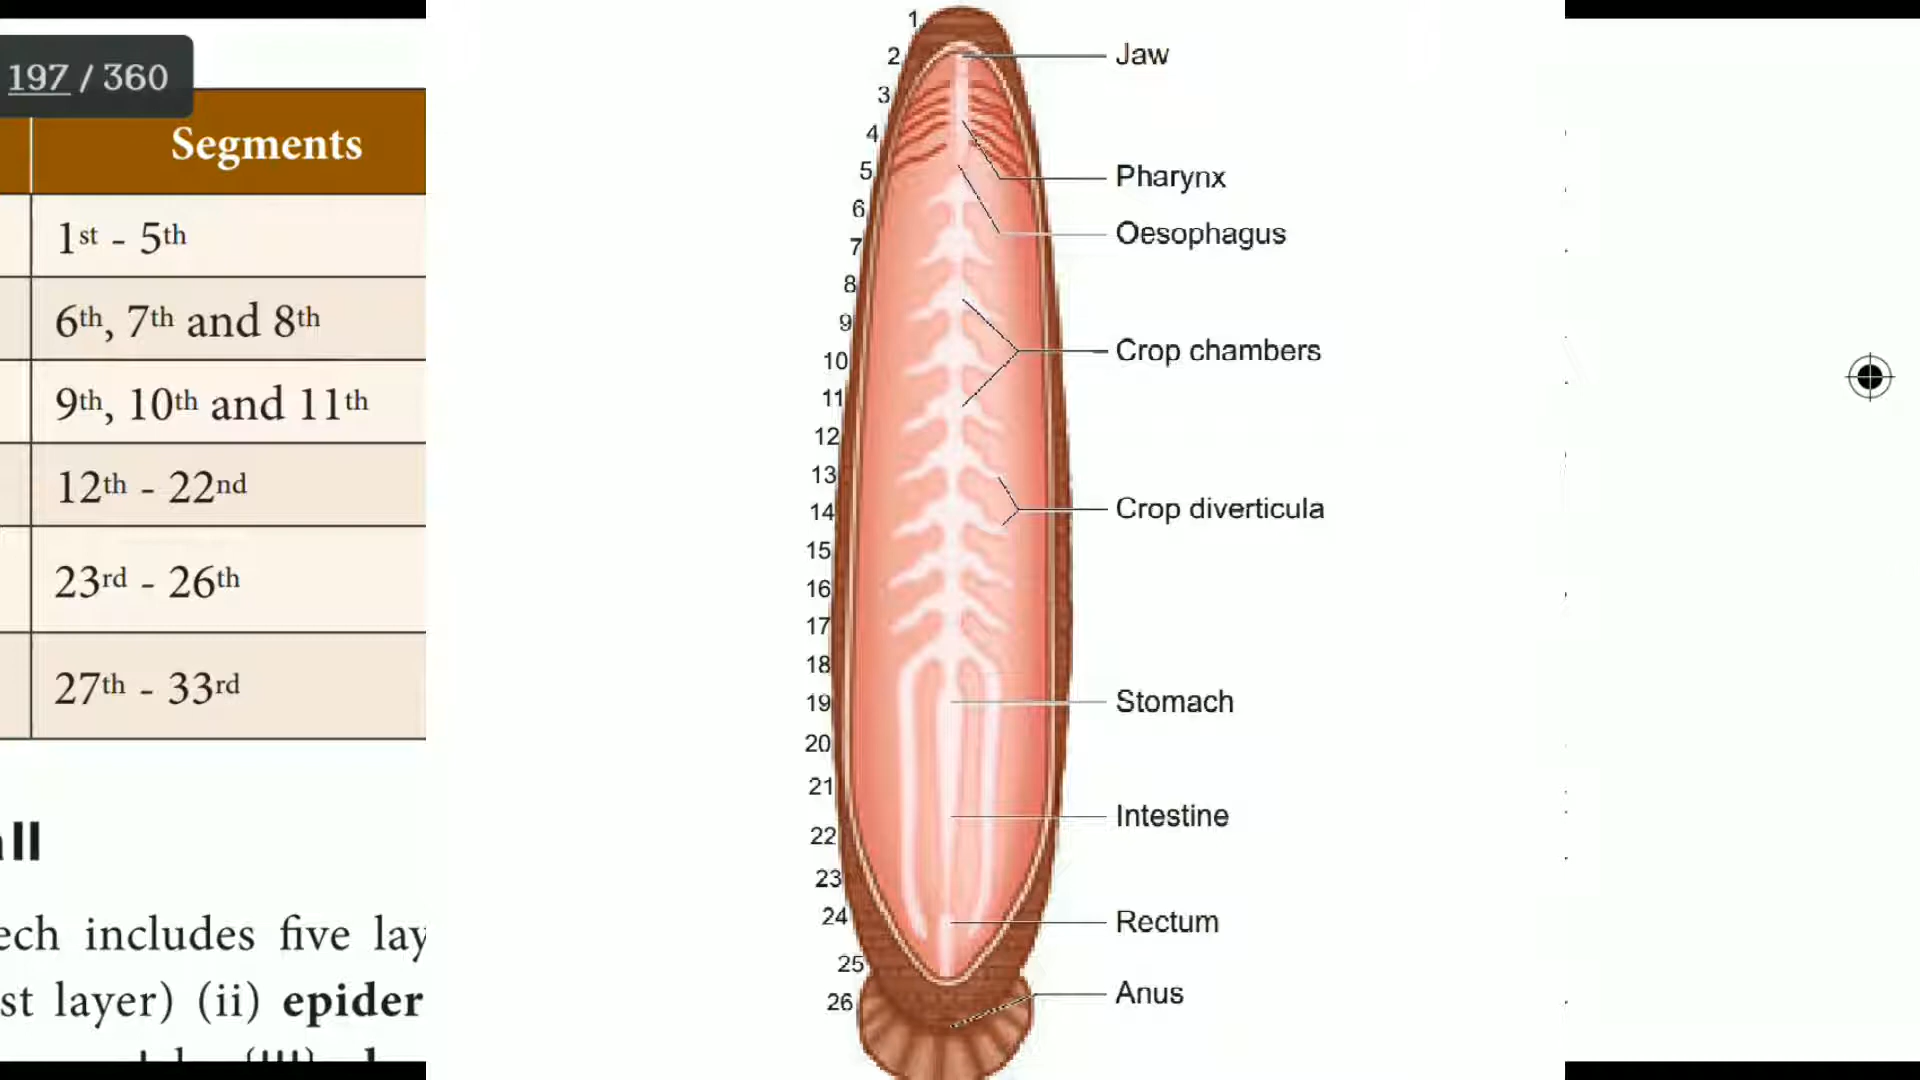 197 / 360
Segments
1st - 5th
6th, 7th and 8th
9th, 10th and 11th
12th - 22nd
23rd - 26th
27th - 33rd
ll
ech includes five lay
st layer) (ii) epider
1
2
3
4
5
6
7
8
9
10
11
12
13
14
15
16
17
18
19
20
21
22
23
24
25
26
Jaw
Pharynx
Oesophagus
Crop chambers
Crop diverticula
Stomach
Intestine
Rectum
Anus